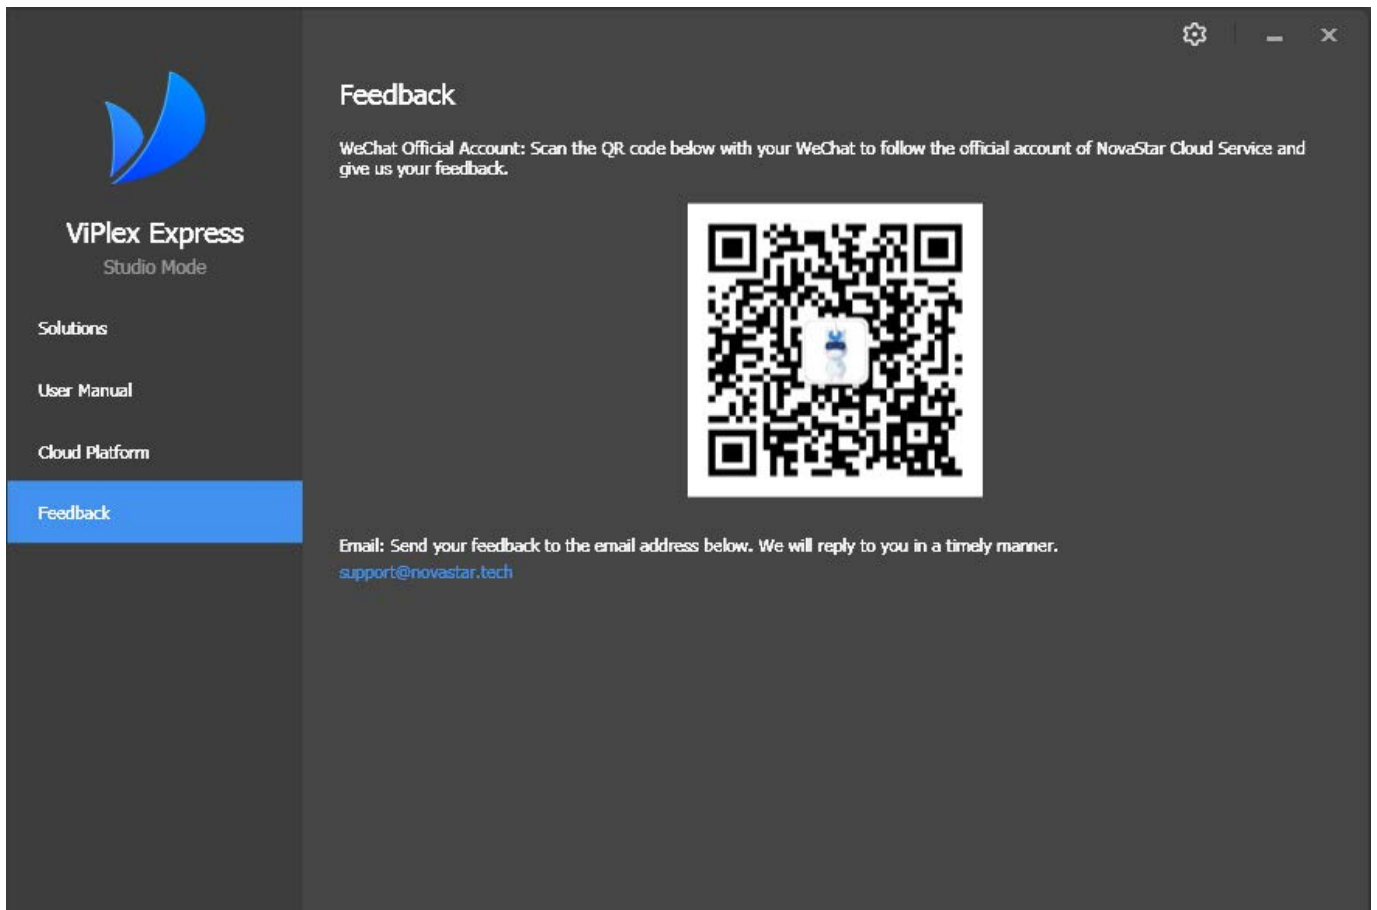 ViPlex Express
Studio Mode
Solutions
User Manual
Cloud Platform
Feedback
Feedback
WeChat Official Account: Scan the QR code below with your WeChat to follow the official account of NovaStar Cloud Service and
give us your feedback.
Email: Send your feedback to the email address below. We will reply to you in a timely manner.
support@novastar.tech